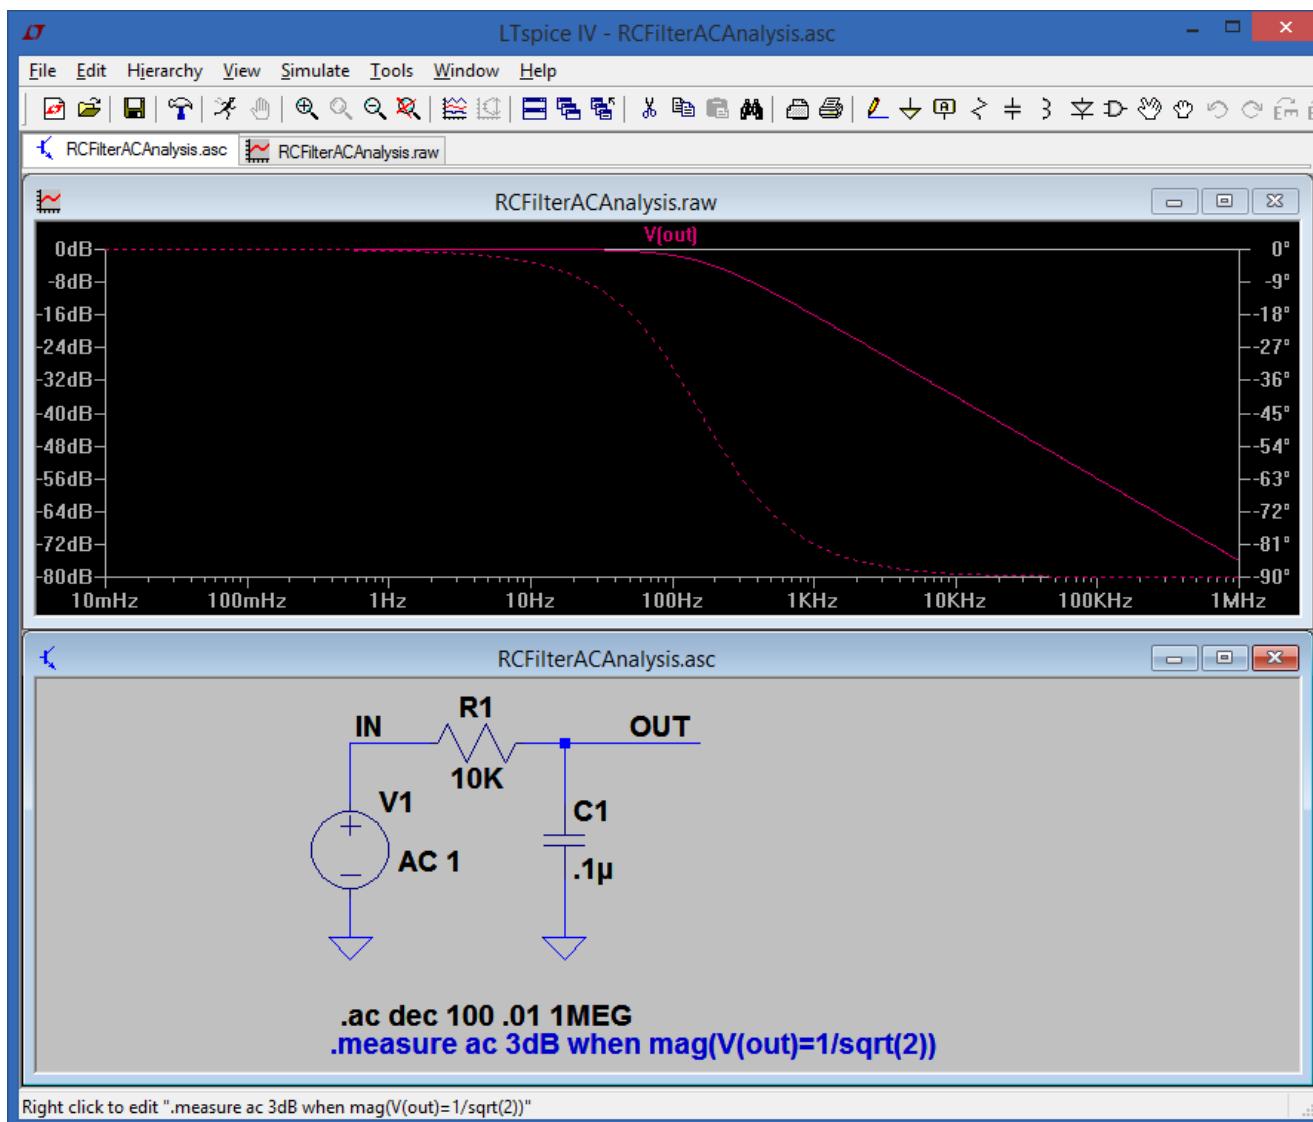 LTspice IV - RCFilterACAnalysis.asc
File Edit Hierarchy View Simulate Tools Window Help
RCFilterACAnalysis.asc RCFilterACAnalysis.raw
RCFilterACAnalysis.raw
V(out)
0dB 0°
-8dB -9°
-16dB -18°
-24dB -27°
-32dB -36°
-40dB -45°
-48dB -54°
-56dB -63°
-64dB -72°
-72dB -81°
-80dB -90°
10mHz 100mHz 1Hz 10Hz 100Hz 1KHz 10KHz 100KHz 1MHz
RCFilterACAnalysis.asc
R1
IN OUT
10K
V1
C1
AC 1
.1µ
.ac dec 100 .01 1MEG
.measure ac 3dB when mag(V(out)=1/sqrt(2))
Right click to edit ".measure ac 3dB when mag(V(out)=1/sqrt(2))"